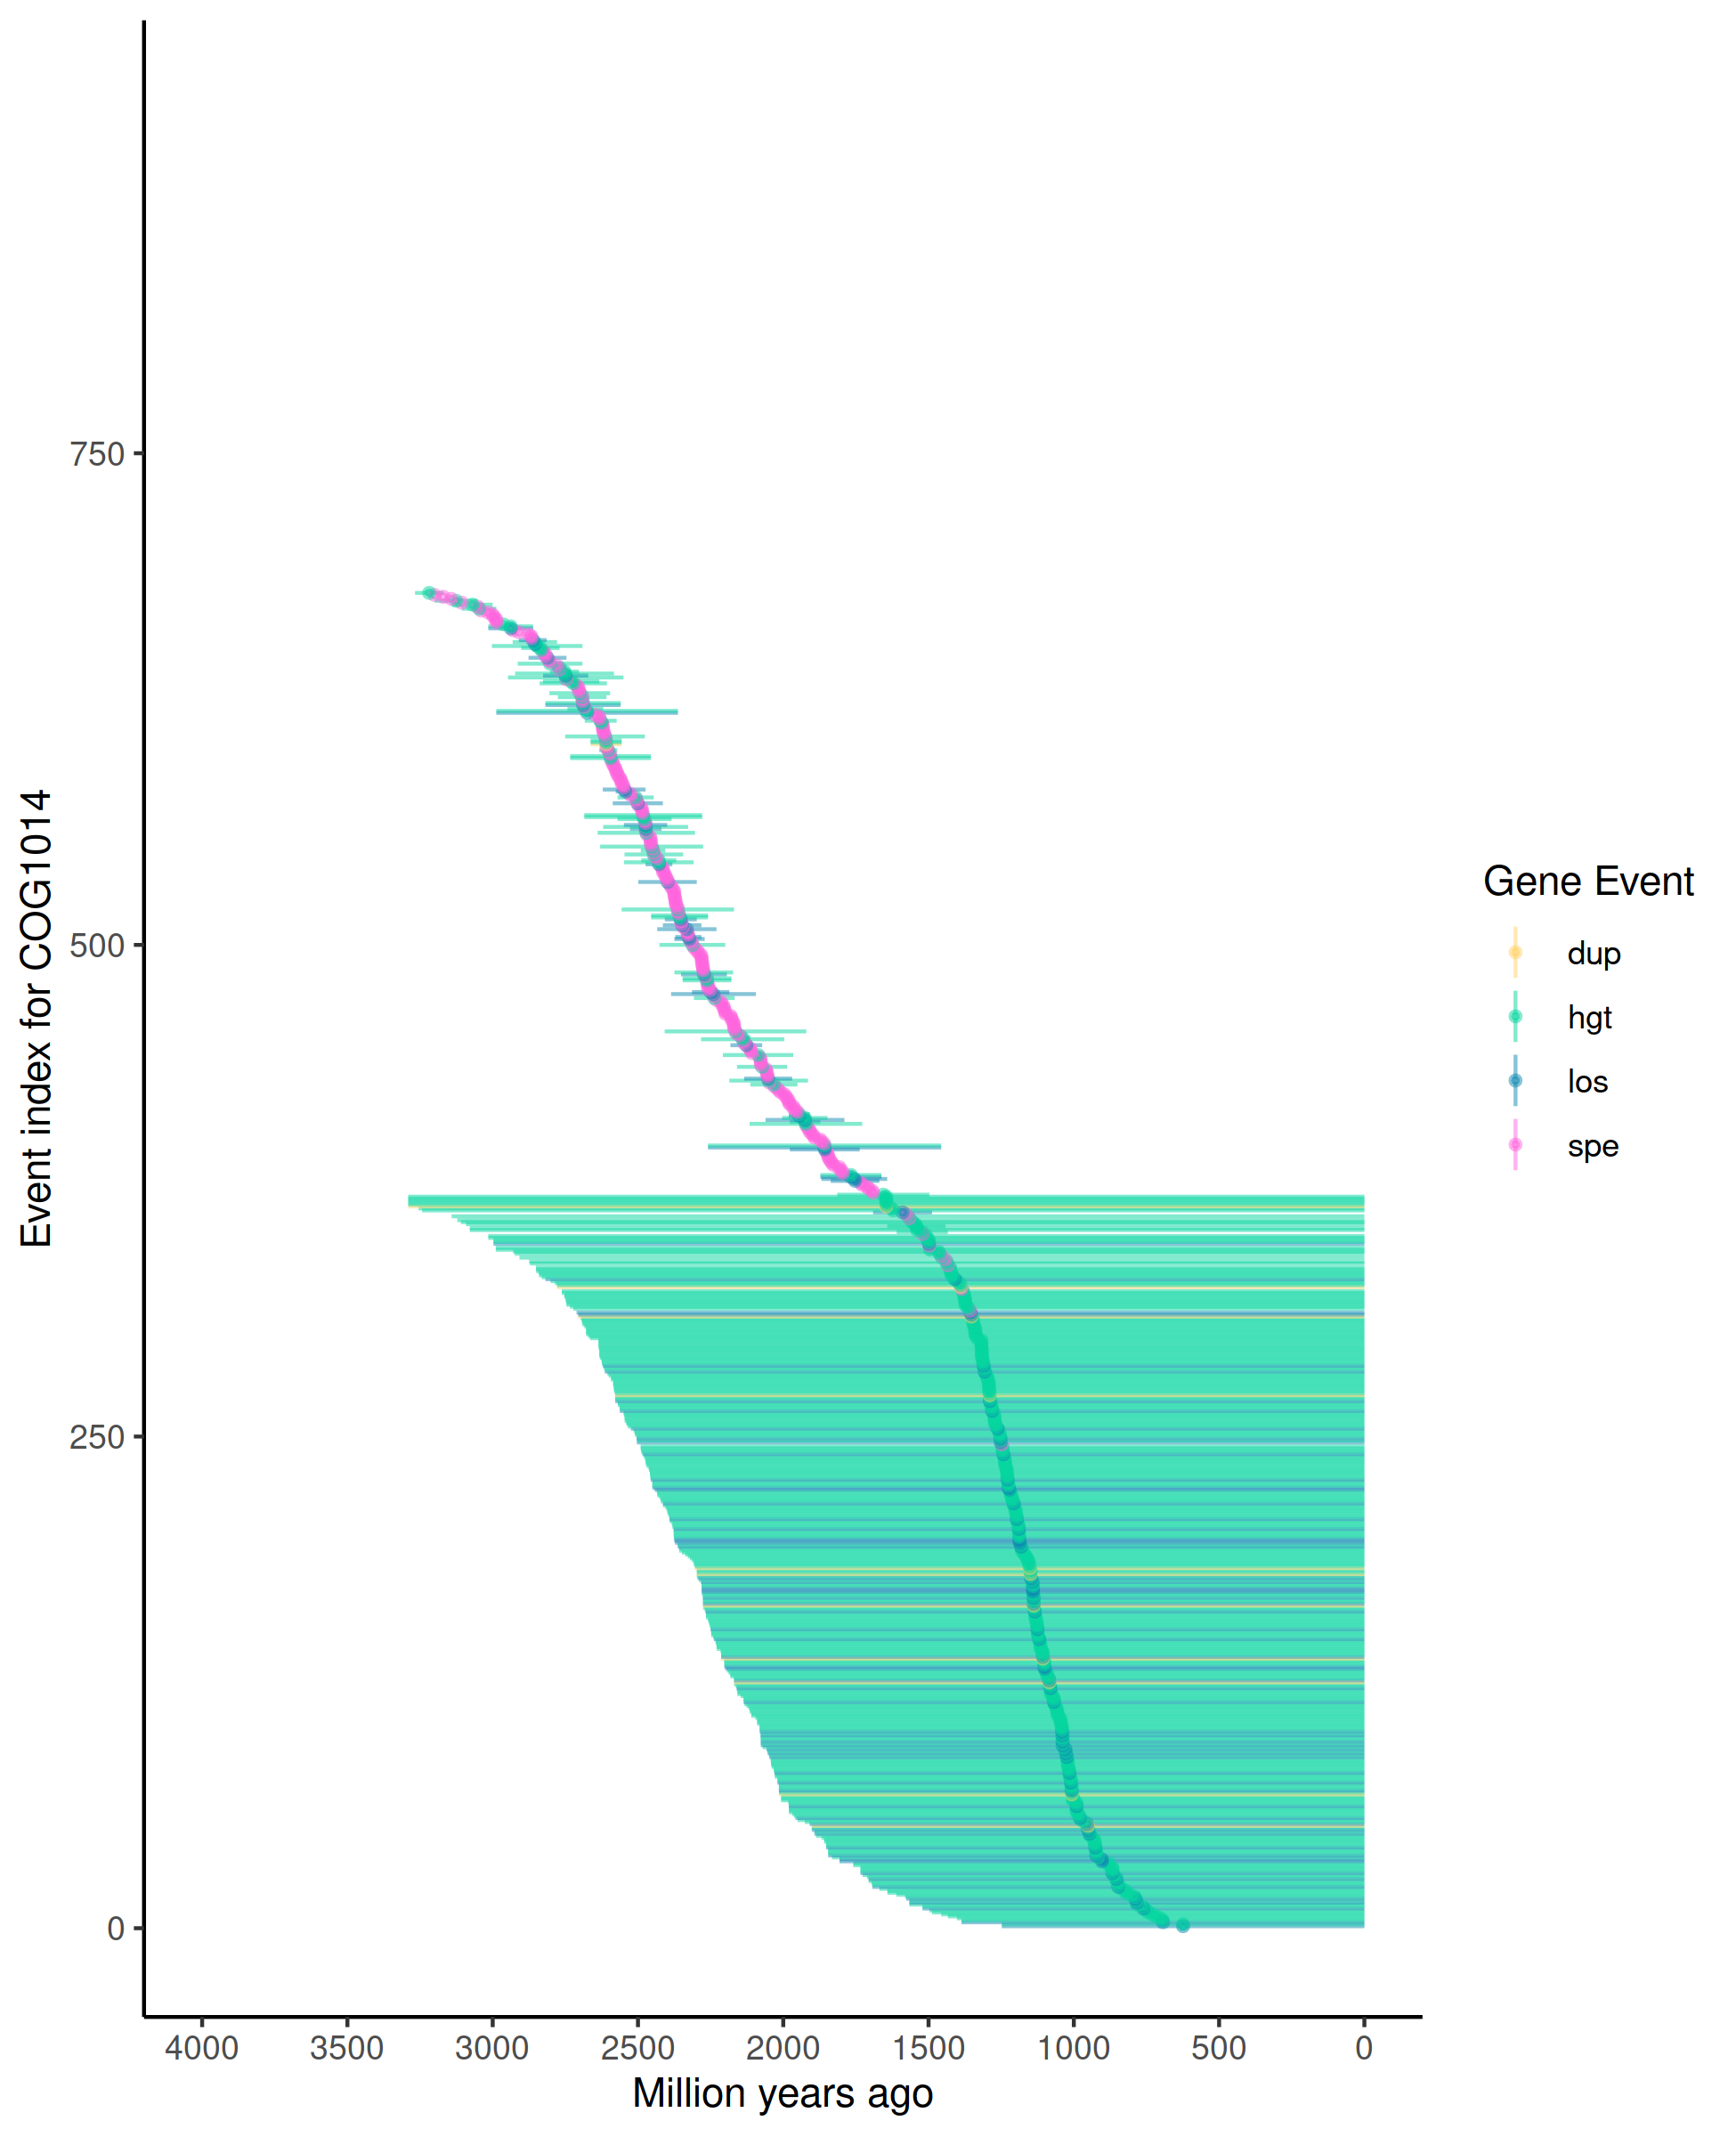 Event index for COG1014
750
500
250
0
4000 3500 3000 2500 2000 1500 1000 500 0
Million years ago
Gene Event
dup
hgt
los
spe